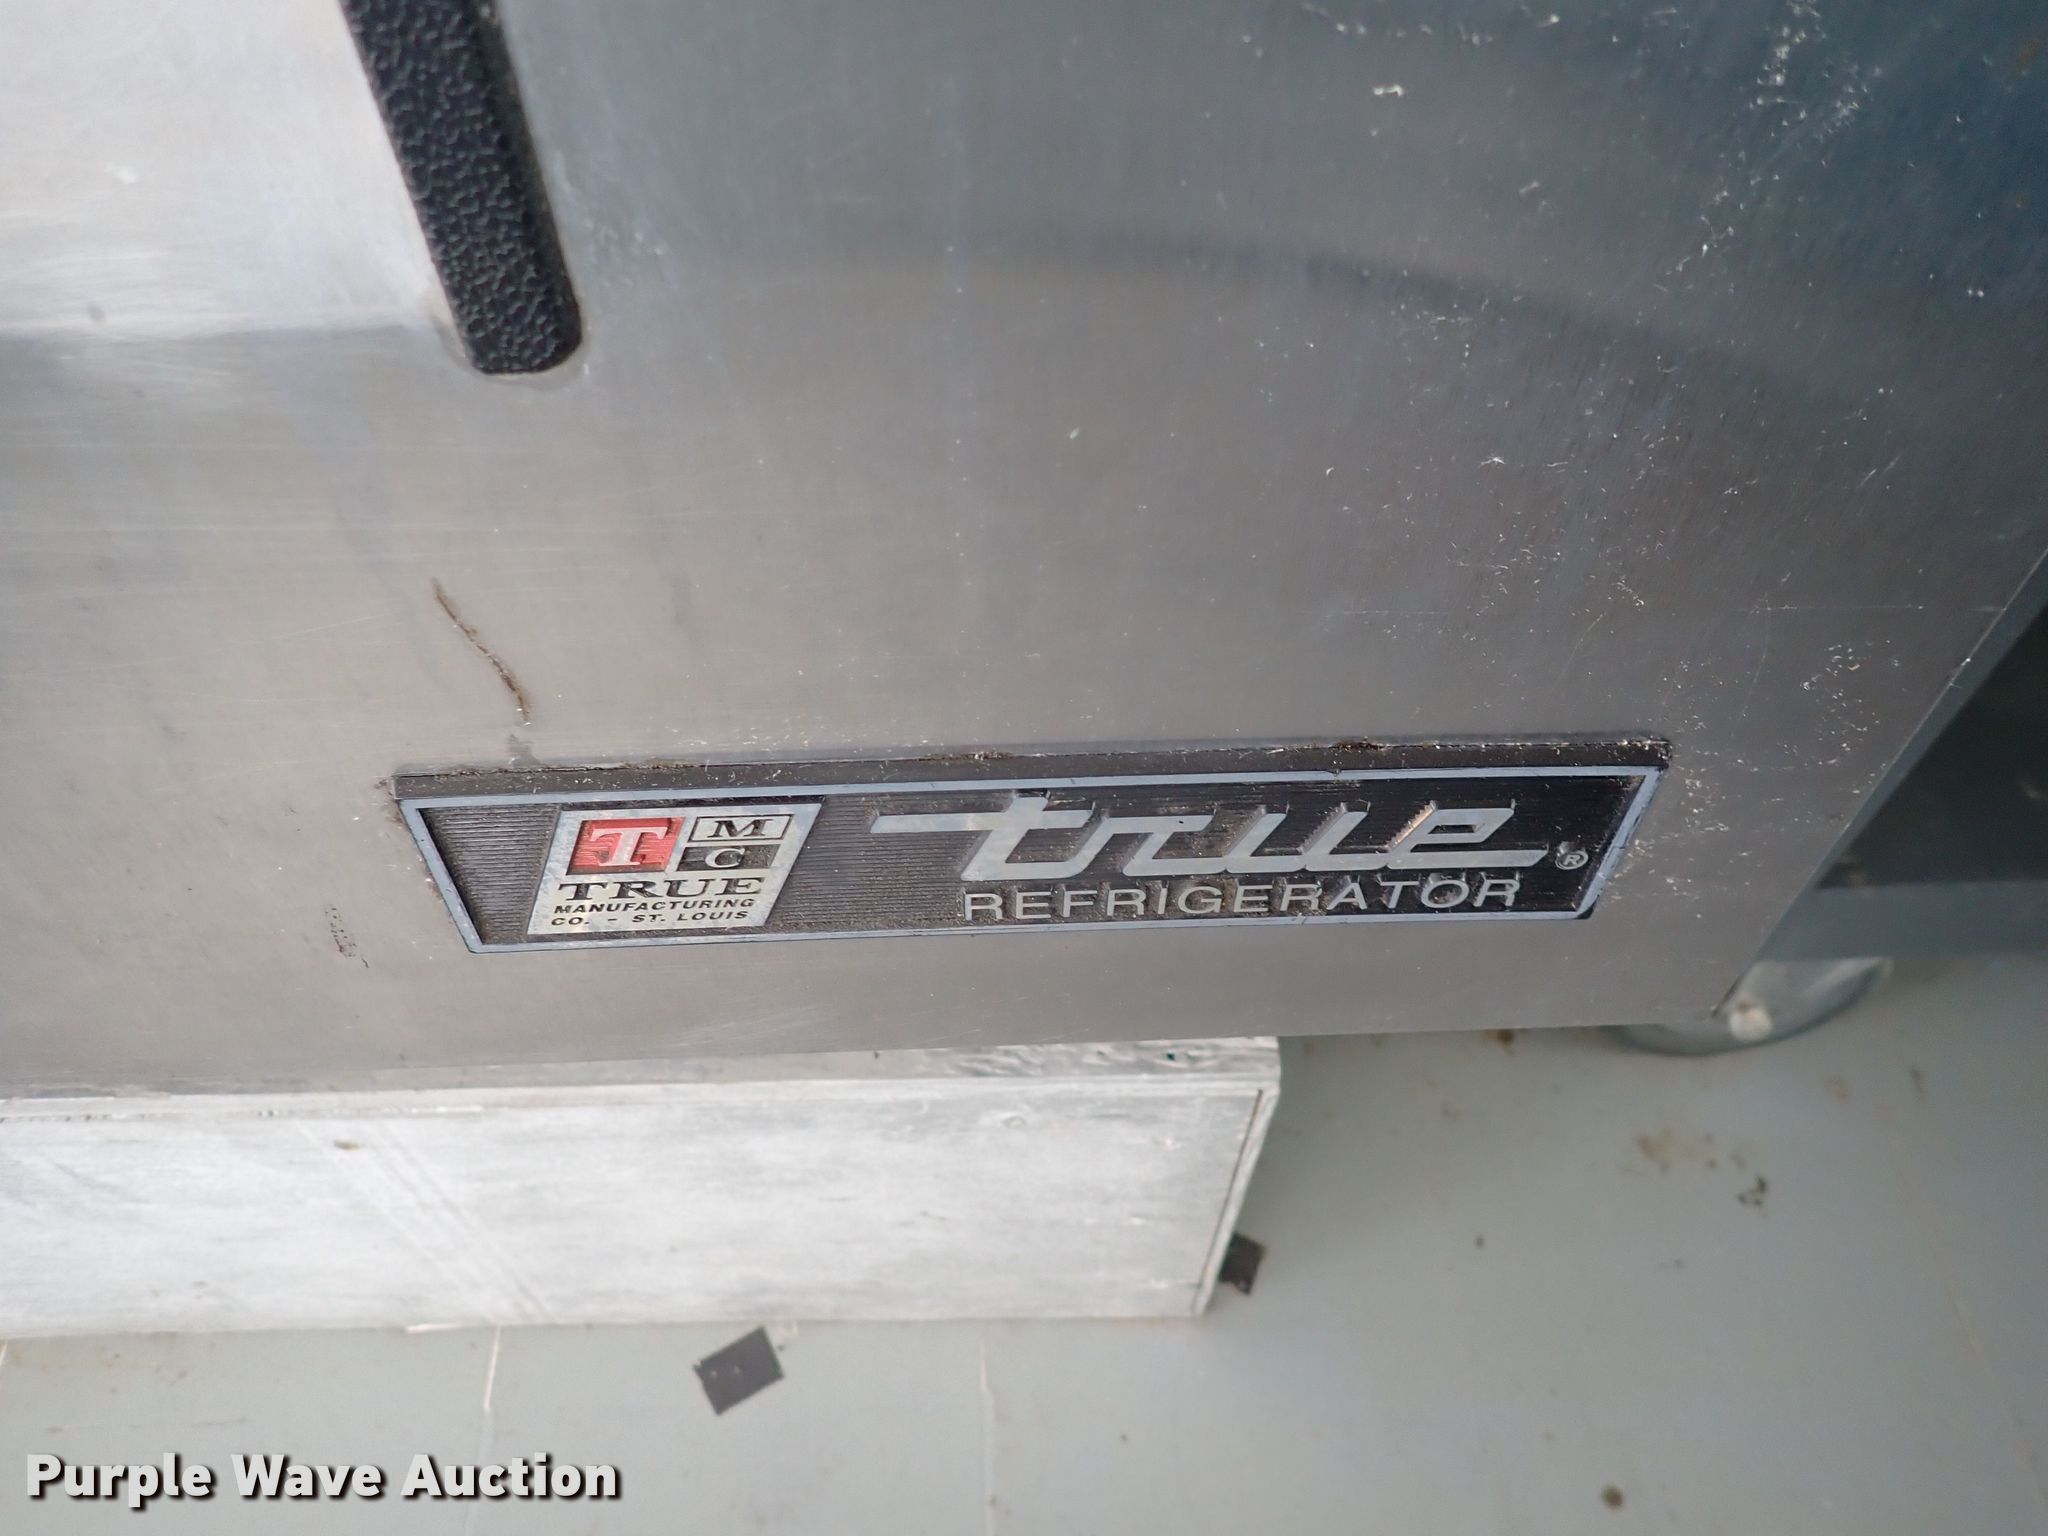 T M
C
TRUE
MANUFACTURING
CO. - ST. LOUIS
true®
REFRIGERATOR
Purple Wave Auction